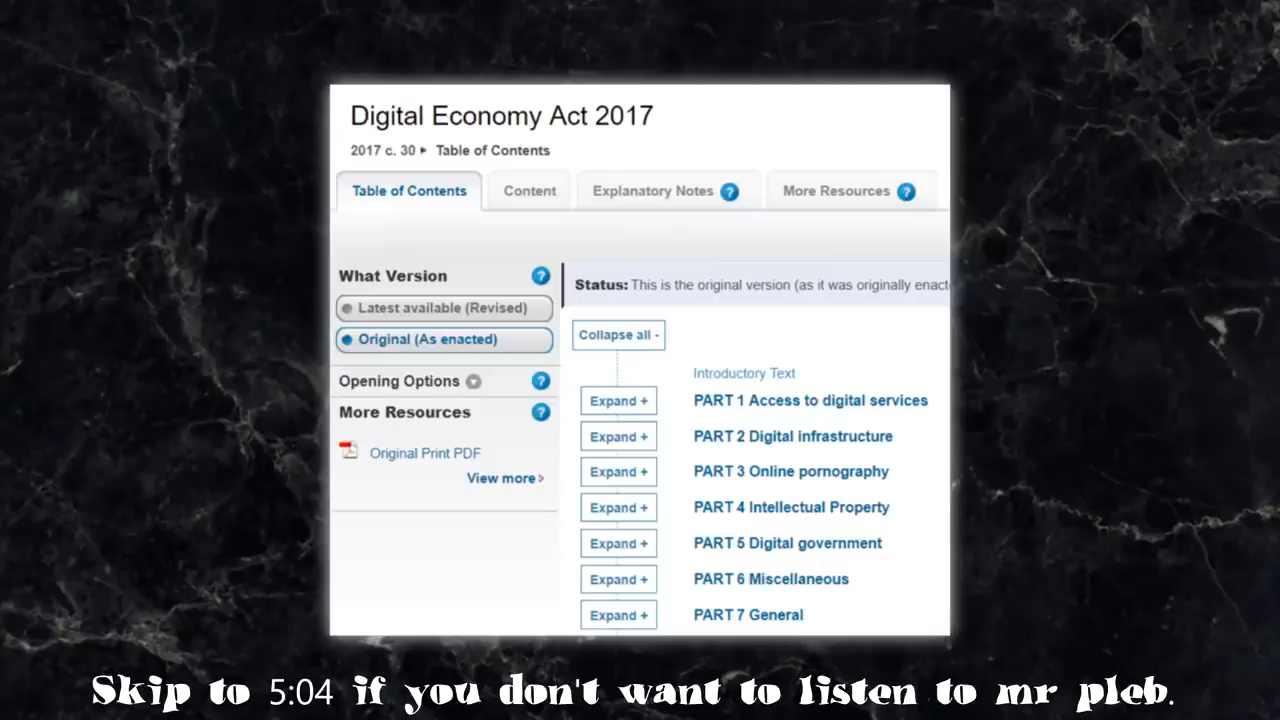 Digital Economy Act 2017
2017 c. 30 ▸ Table of Contents
Table of Contents
Content
Explanatory Notes ?
More Resources ?
What Version ?
Latest available (Revised)
Original (As enacted)
Opening Options ?
More Resources ?
Original Print PDF
View more
Status: This is the original version (as it was originally enact
Collapse all -
Introductory Text
Expand + PART 1 Access to digital services
Expand + PART 2 Digital infrastructure
Expand + PART 3 Online pornography
Expand + PART 4 Intellectual Property
Expand + PART 5 Digital government
Expand + PART 6 Miscellaneous
Expand + PART 7 General
Skip to 5:04 if you don't want to listen to mr pleb.